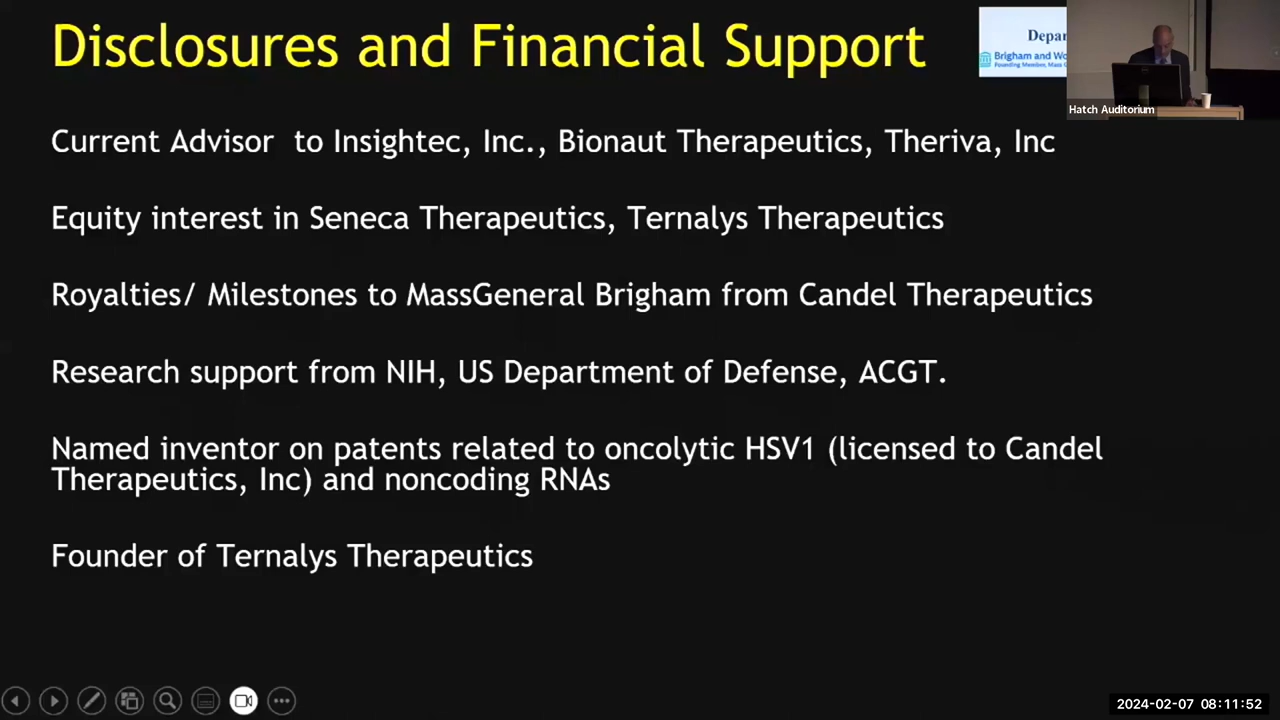 Disclosures and Financial Support
Depar
Brigham and Wo
Founding Member, Mass G
Hatch Auditorium
Current Advisor  to Insightec, Inc., Bionaut Therapeutics, Theriva, Inc
Equity interest in Seneca Therapeutics, Ternalys Therapeutics
Royalties/ Milestones to MassGeneral Brigham from Candel Therapeutics
Research support from NIH, US Department of Defense, ACGT.
Named inventor on patents related to oncolytic HSV1 (licensed to Candel
Therapeutics, Inc) and noncoding RNAs
Founder of Ternalys Therapeutics
2024-02-07 08:11:52